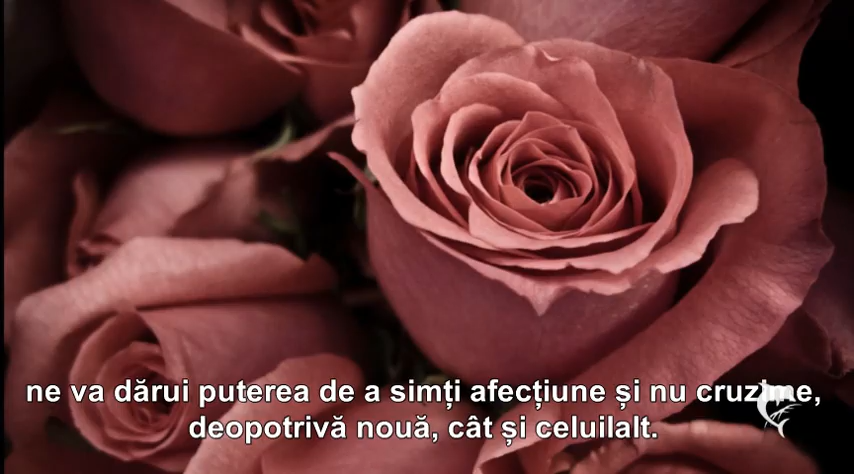 ne va dărui puterea de a simți afecțiune și nu cruzime,
deopotrivă nouă, cât și celuilalt.